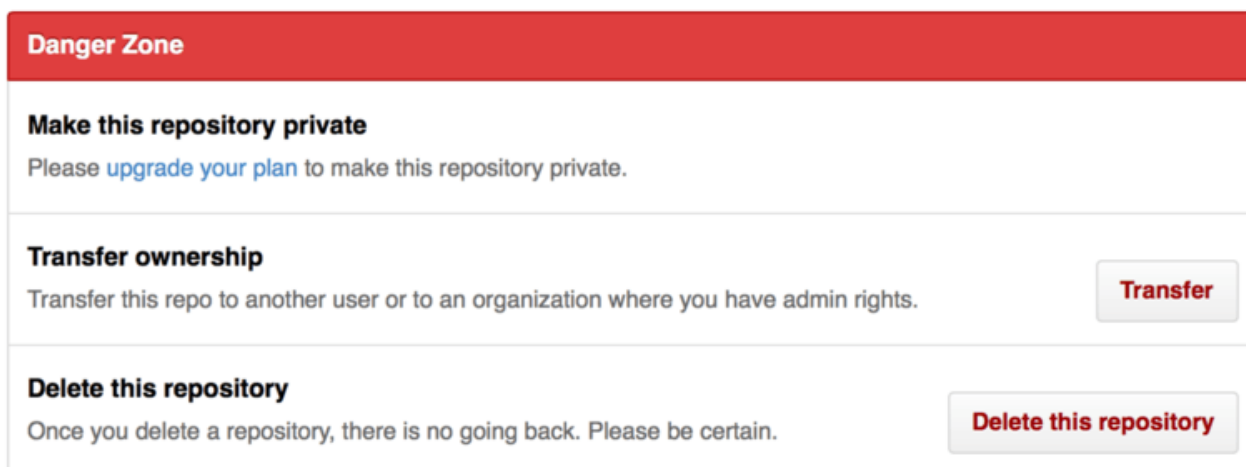 Danger Zone
Make this repository private
Please upgrade your plan to make this repository private.
Transfer ownership
Transfer this repo to another user or to an organization where you have admin rights.
Transfer
Delete this repository
Once you delete a repository, there is no going back. Please be certain.
Delete this repository